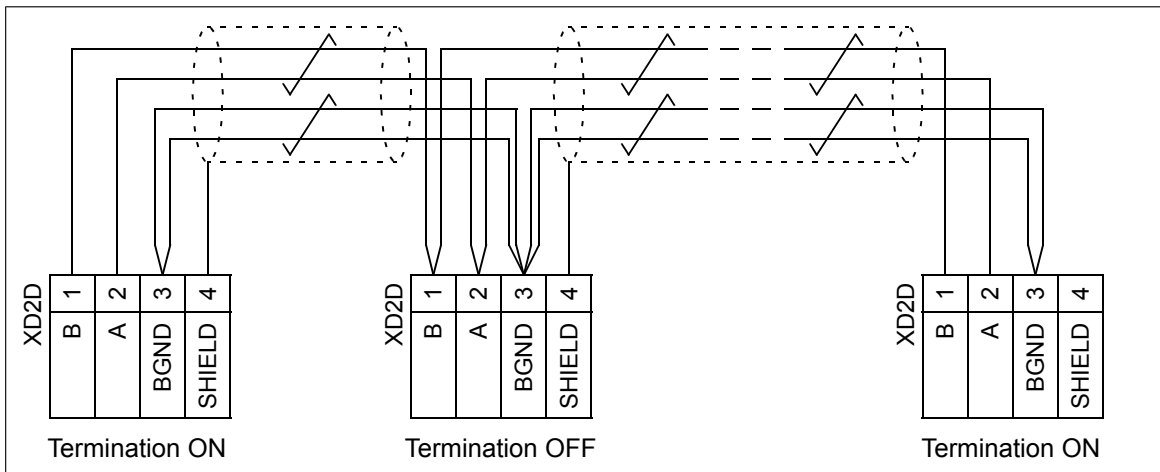 XD2D
1 2 3 4
B A BGND SHIELD
Termination ON
XD2D
1 2 3 4
B A BGND SHIELD
Termination OFF
XD2D
1 2 3 4
B A BGND SHIELD
Termination ON